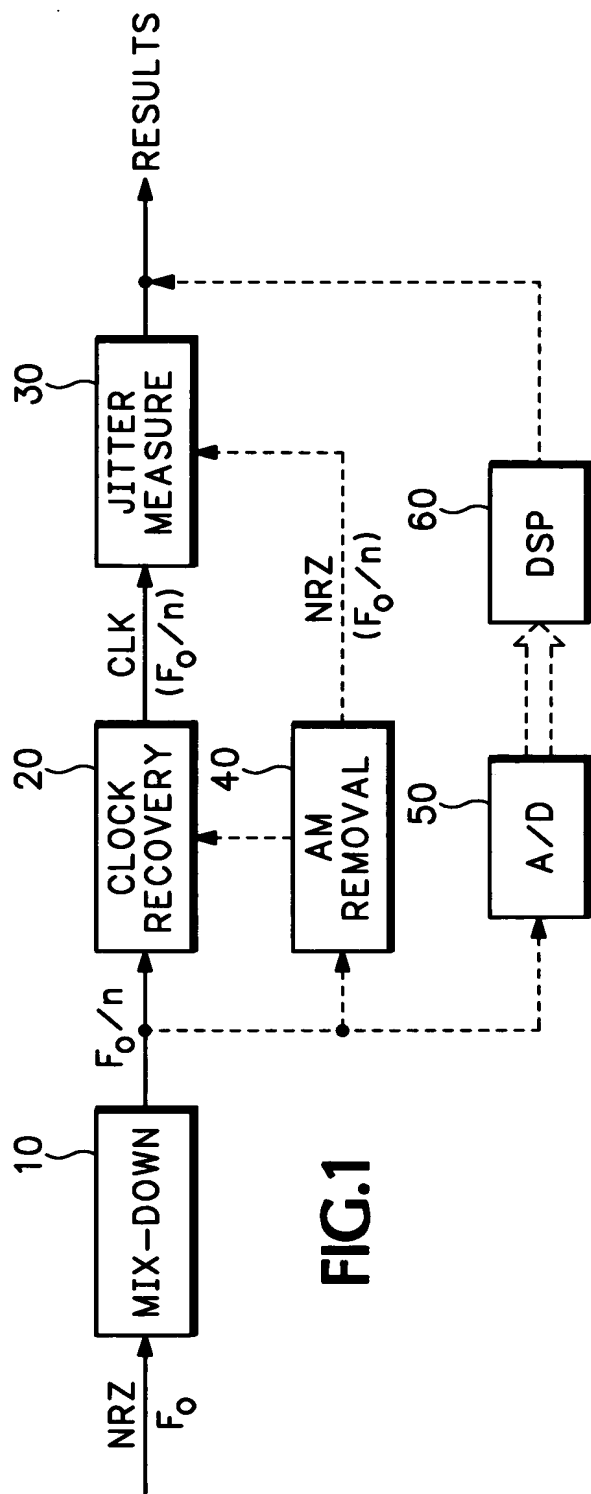 NRZ
F₀
10
MIX-DOWN
F₀/n
20
CLOCK
RECOVERY
CLK
(F₀/n)
30
JITTER
MEASURE
RESULTS
40
AM
REMOVAL
NRZ
(F₀/n)
50
A/D
60
DSP
FIG.1